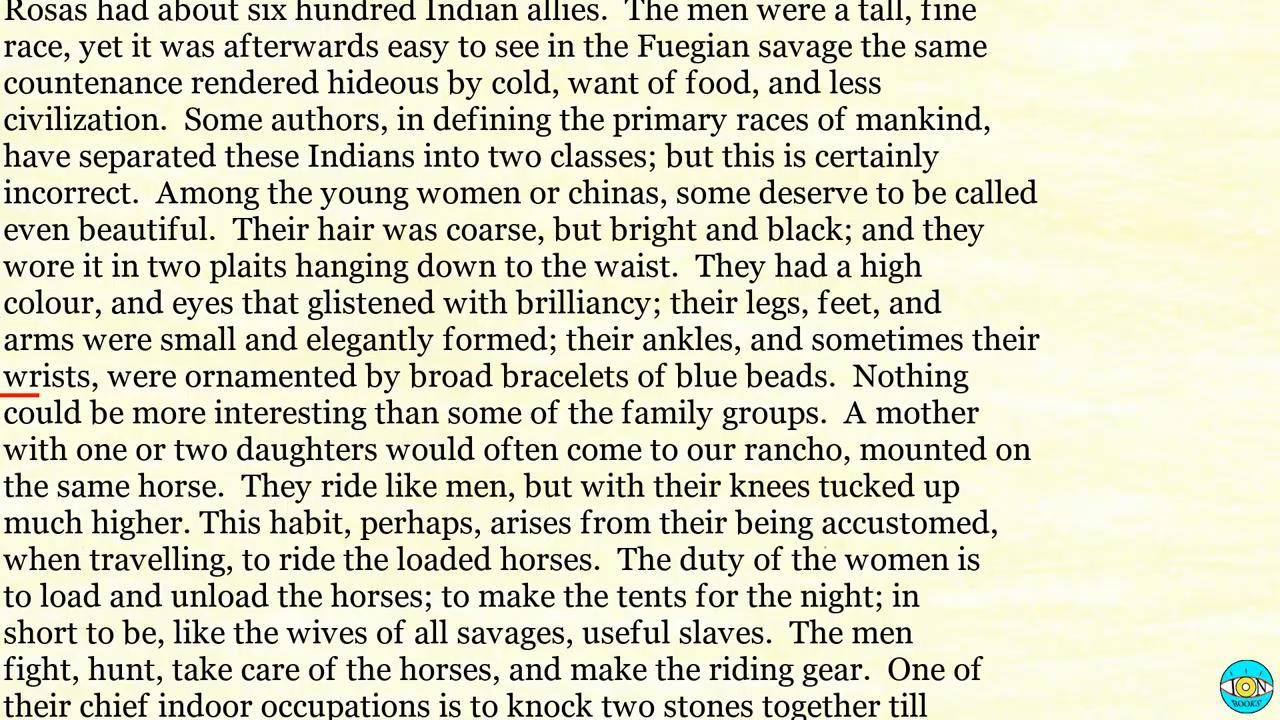 Rosas had about six hundred Indian allies.  The men were a tall, fine
race, yet it was afterwards easy to see in the Fuegian savage the same
countenance rendered hideous by cold, want of food, and less
civilization.  Some authors, in defining the primary races of mankind,
have separated these Indians into two classes; but this is certainly
incorrect.  Among the young women or chinas, some deserve to be called
even beautiful.  Their hair was coarse, but bright and black; and they
wore it in two plaits hanging down to the waist.  They had a high
colour, and eyes that glistened with brilliancy; their legs, feet, and
arms were small and elegantly formed; their ankles, and sometimes their
wrists, were ornamented by broad bracelets of blue beads.  Nothing
could be more interesting than some of the family groups.  A mother
with one or two daughters would often come to our rancho, mounted on
the same horse.  They ride like men, but with their knees tucked up
much higher. This habit, perhaps, arises from their being accustomed,
when travelling, to ride the loaded horses.  The duty of the women is
to load and unload the horses; to make the tents for the night; in
short to be, like the wives of all savages, useful slaves.  The men
fight, hunt, take care of the horses, and make the riding gear.  One of
their chief indoor occupations is to knock two stones together till
ION
BOOKS